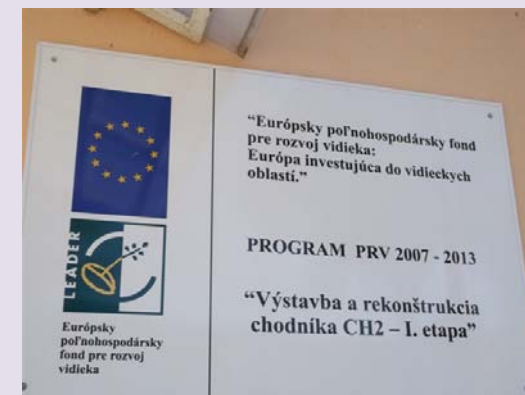 LEADER
Európsky
poľnohospodársky
fond pre rozvoj
vidieka
“Európsky poľnohospodársky fond
pre rozvoj vidieka:
Európa investujúca do vidieckych
oblastí.”
PROGRAM PRV 2007 - 2013
“Výstavba a rekonštrukcia
chodníka CH2 – I. etapa”